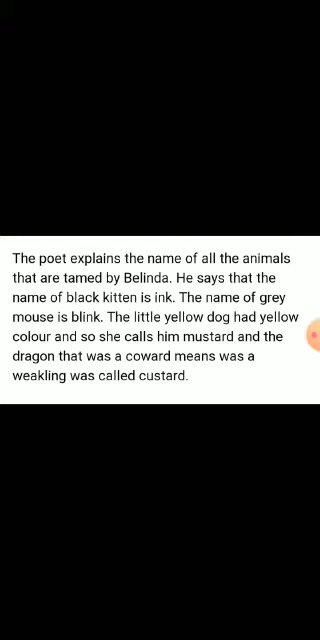 The poet explains the name of all the animals
that are tamed by Belinda. He says that the
name of black kitten is ink. The name of grey
mouse is blink. The little yellow dog had yellow
colour and so she calls him mustard and the
dragon that was a coward means was a
weakling was called custard.